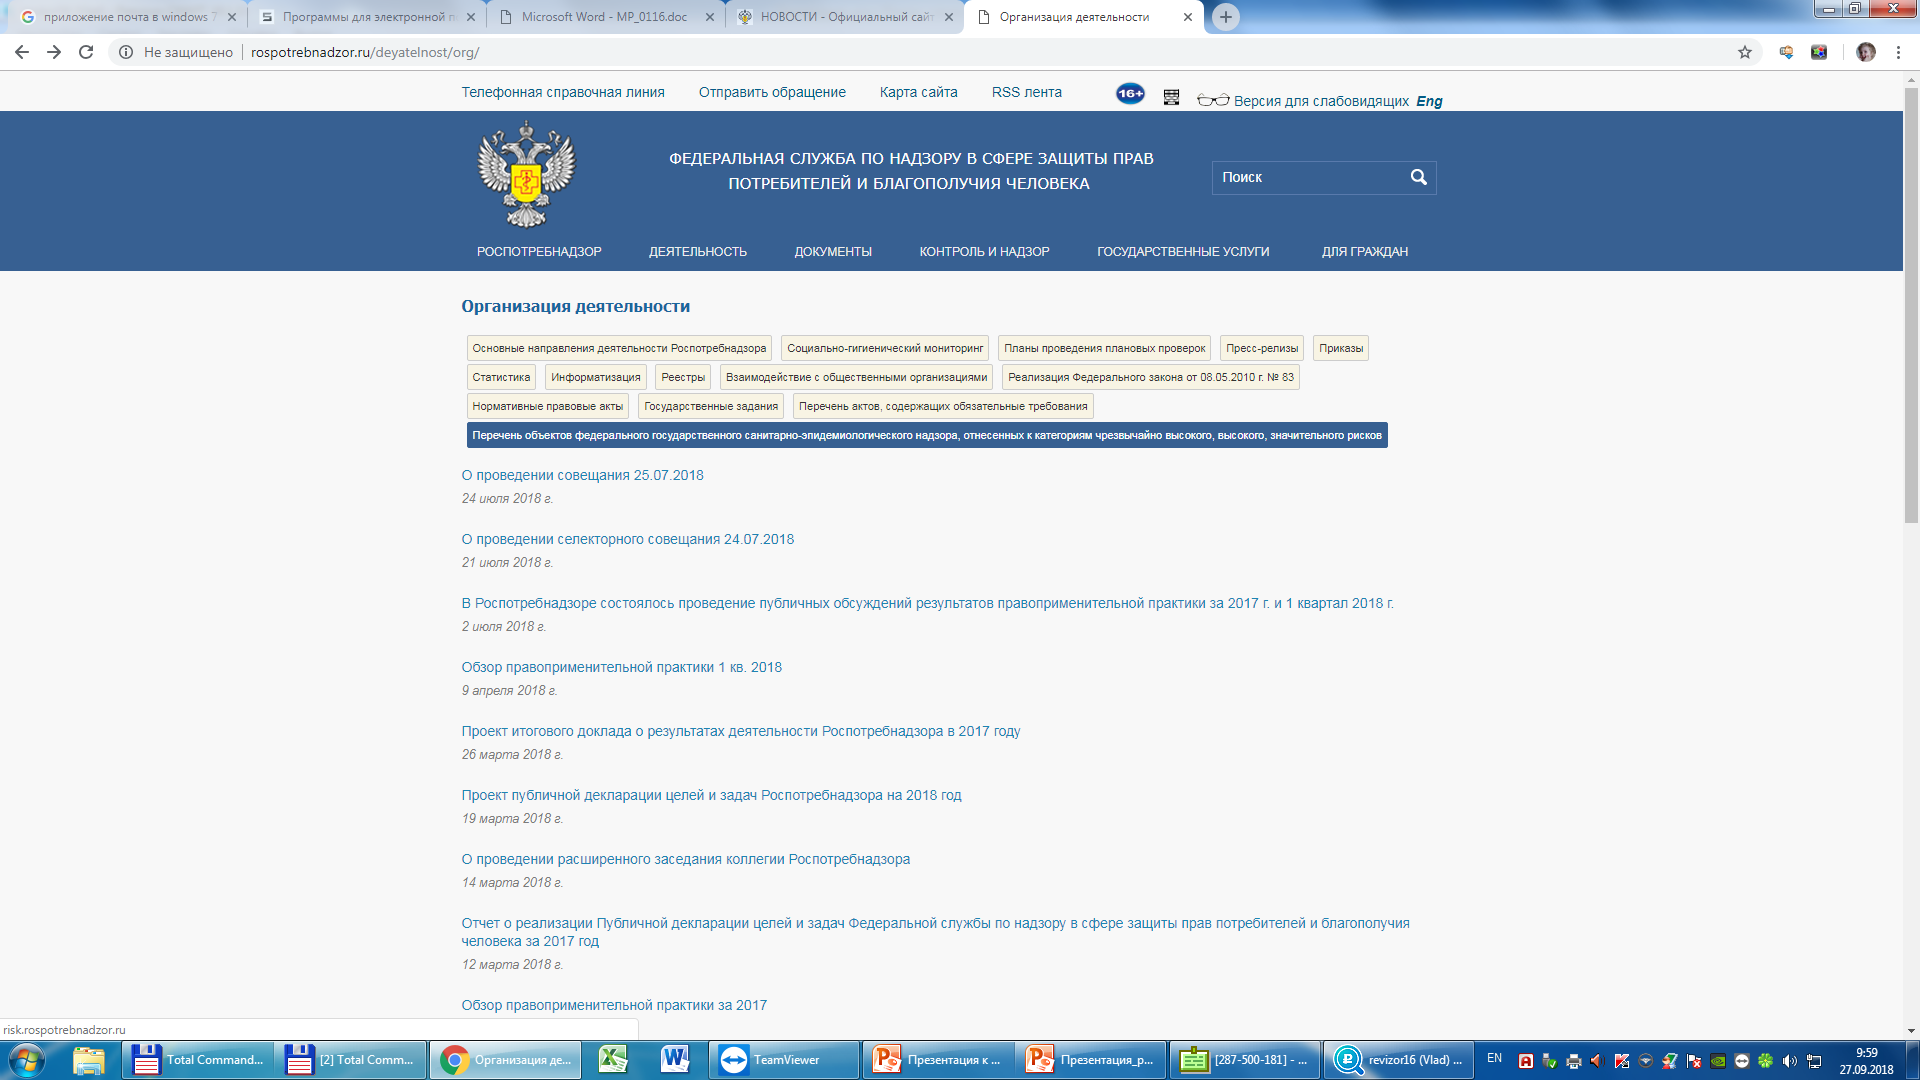 приложение почта в windows 7
Программы для электронной п
Microsoft Word - MP_0116.doc
НОВОСТИ - Официальный сайт
Организация деятельности
Не защищено
rospotrebnadzor.ru/deyatelnost/org/
Телефонная справочная линия
Отправить обращение
Карта сайта
RSS лента
16+
Версия для слабовидящих
Eng
ФЕДЕРАЛЬНАЯ СЛУЖБА ПО НАДЗОРУ В СФЕРЕ ЗАЩИТЫ ПРАВ
ПОТРЕБИТЕЛЕЙ И БЛАГОПОЛУЧИЯ ЧЕЛОВЕКА
Поиск
РОСПОТРЕБНАДЗОР
ДЕЯТЕЛЬНОСТЬ
ДОКУМЕНТЫ
КОНТРОЛЬ И НАДЗОР
ГОСУДАРСТВЕННЫЕ УСЛУГИ
ДЛЯ ГРАЖДАН
Организация деятельности
Основные направления деятельности Роспотребнадзора
Социально-гигиенический мониторинг
Планы проведения плановых проверок
Пресс-релизы
Приказы
Статистика
Информатизация
Реестры
Взаимодействие с общественными организациями
Реализация Федерального закона от 08.05.2010 г. № 83
Нормативные правовые акты
Государственные задания
Перечень актов, содержащих обязательные требования
Перечень объектов федерального государственного санитарно-эпидемиологического надзора, отнесенных к категориям чрезвычайно высокого, высокого, значительного рисков
О проведении совещания 25.07.2018
24 июля 2018 г.
О проведении селекторного совещания 24.07.2018
21 июля 2018 г.
В Роспотребнадзоре состоялось проведение публичных обсуждений результатов правоприменительной практики за 2017 г. и 1 квартал 2018 г.
2 июля 2018 г.
Обзор правоприменительной практики 1 кв. 2018
9 апреля 2018 г.
Проект итогового доклада о результатах деятельности Роспотребнадзора в 2017 году
26 марта 2018 г.
Проект публичной декларации целей и задач Роспотребнадзора на 2018 год
19 марта 2018 г.
О проведении расширенного заседания коллегии Роспотребнадзора
14 марта 2018 г.
Отчет о реализации Публичной декларации целей и задач Федеральной службы по надзору в сфере защиты прав потребителей и благополучия
человека за 2017 год
12 марта 2018 г.
Обзор правоприменительной практики за 2017
risk.rospotrebnadzor.ru
Total Command...
[2] Total Comm...
Организация де...
TeamViewer
Презентация к ...
Презентация_р...
[287-500-181] - ...
revizor16 (Vlad) ...
EN
9:59
27.09.2018